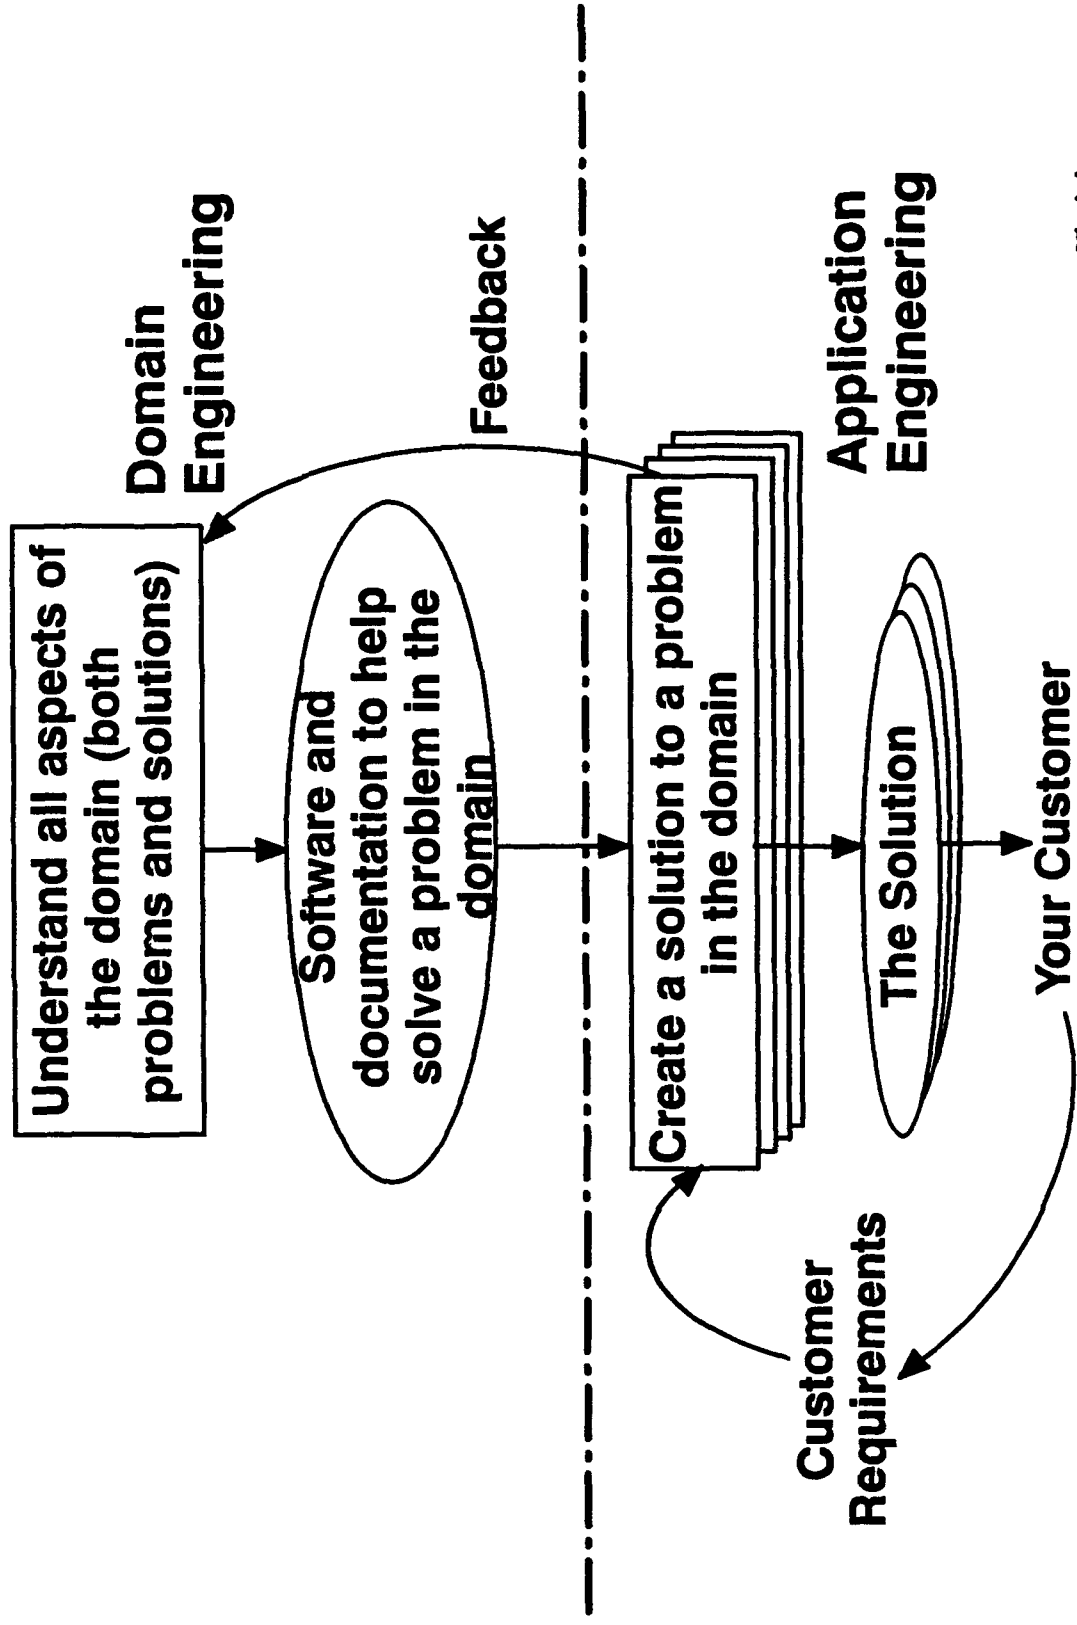 Understand all aspects of
the domain (both
problems and solutions)
Domain
Engineering
Software and
documentation to help
solve a problem in the
domain
Feedback
Create a solution to a problem
in the domain
Application
Engineering
The Solution
Customer
Requirements
Your Customer